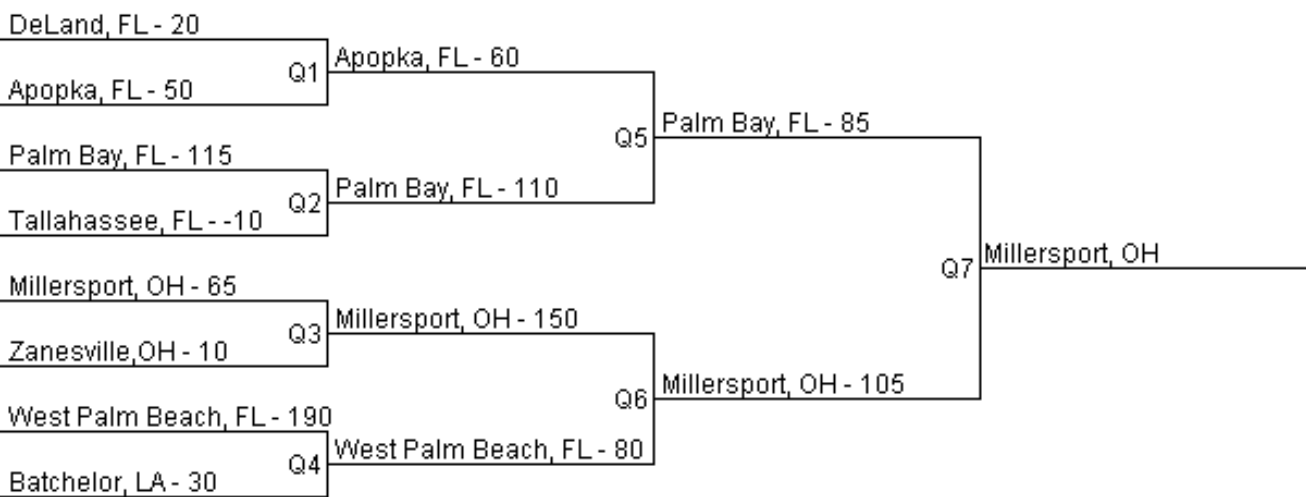 DeLand, FL - 20
Apopka, FL - 60
Q1
Apopka, FL - 50
Palm Bay, FL - 85
Q5
Palm Bay, FL - 115
Palm Bay, FL - 110
Q2
Tallahassee, FL - -10
Millersport, OH
Q7
Millersport, OH - 65
Millersport, OH - 150
Q3
Zanesville,OH - 10
Millersport, OH - 105
Q6
West Palm Beach, FL - 190
West Palm Beach, FL - 80
Q4
Batchelor, LA - 30